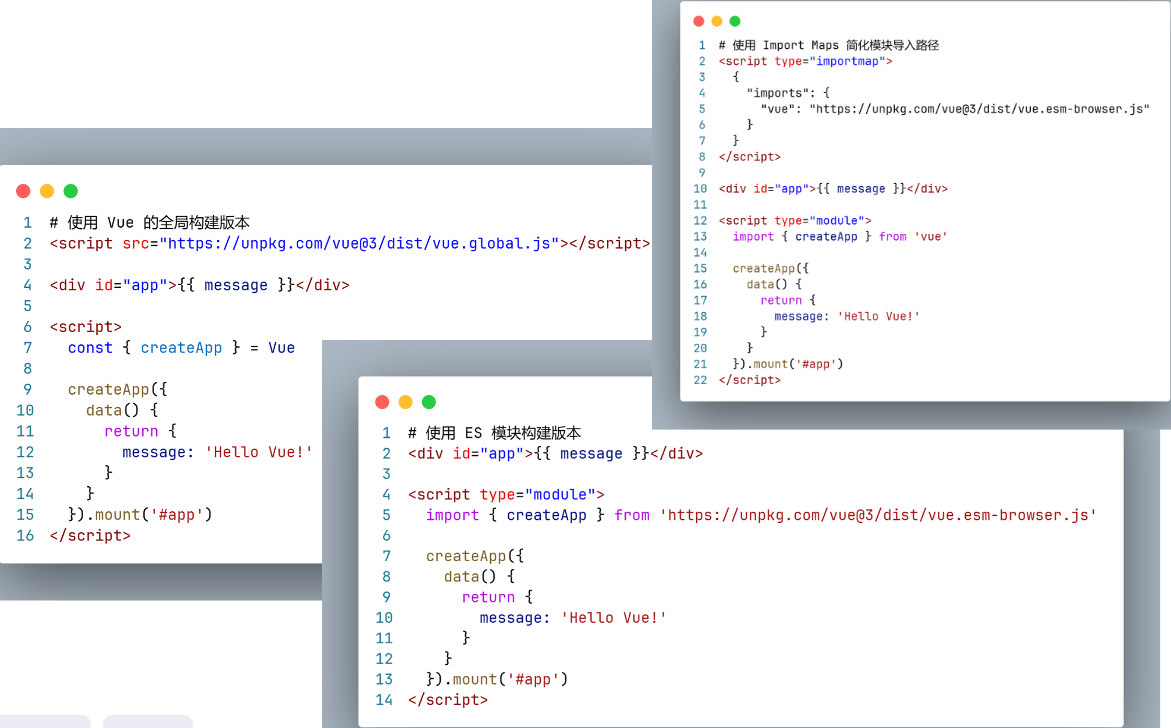 1 # 使用 Vue 的全局构建版本
2 <script src="https://unpkg.com/vue@3/dist/vue.global.js"></script>
3
4 <div id="app">{{ message }}</div>
5
6 <script>
7   const { createApp } = Vue
8
9   createApp({
10     data() {
11       return {
12         message: 'Hello Vue!'
13       }
14     }
15   }).mount('#app')
16 </script>
1 # 使用 ES 模块构建版本
2 <div id="app">{{ message }}</div>
3
4 <script type="module">
5   import { createApp } from 'https://unpkg.com/vue@3/dist/vue.esm-browser.js'
6
7   createApp({
8     data() {
9       return {
10         message: 'Hello Vue!'
11       }
12     }
13   }).mount('#app')
14 </script>
1 # 使用 Import Maps 简化模块导入路径
2 <script type="importmap">
3   {
4     "imports": {
5       "vue": "https://unpkg.com/vue@3/dist/vue.esm-browser.js"
6     }
7   }
8 </script>
9
10 <div id="app">{{ message }}</div>
11
12 <script type="module">
13   import { createApp } from 'vue'
14
15   createApp({
16     data() {
17       return {
18         message: 'Hello Vue!'
19       }
20     }
21   }).mount('#app')
22 </script>